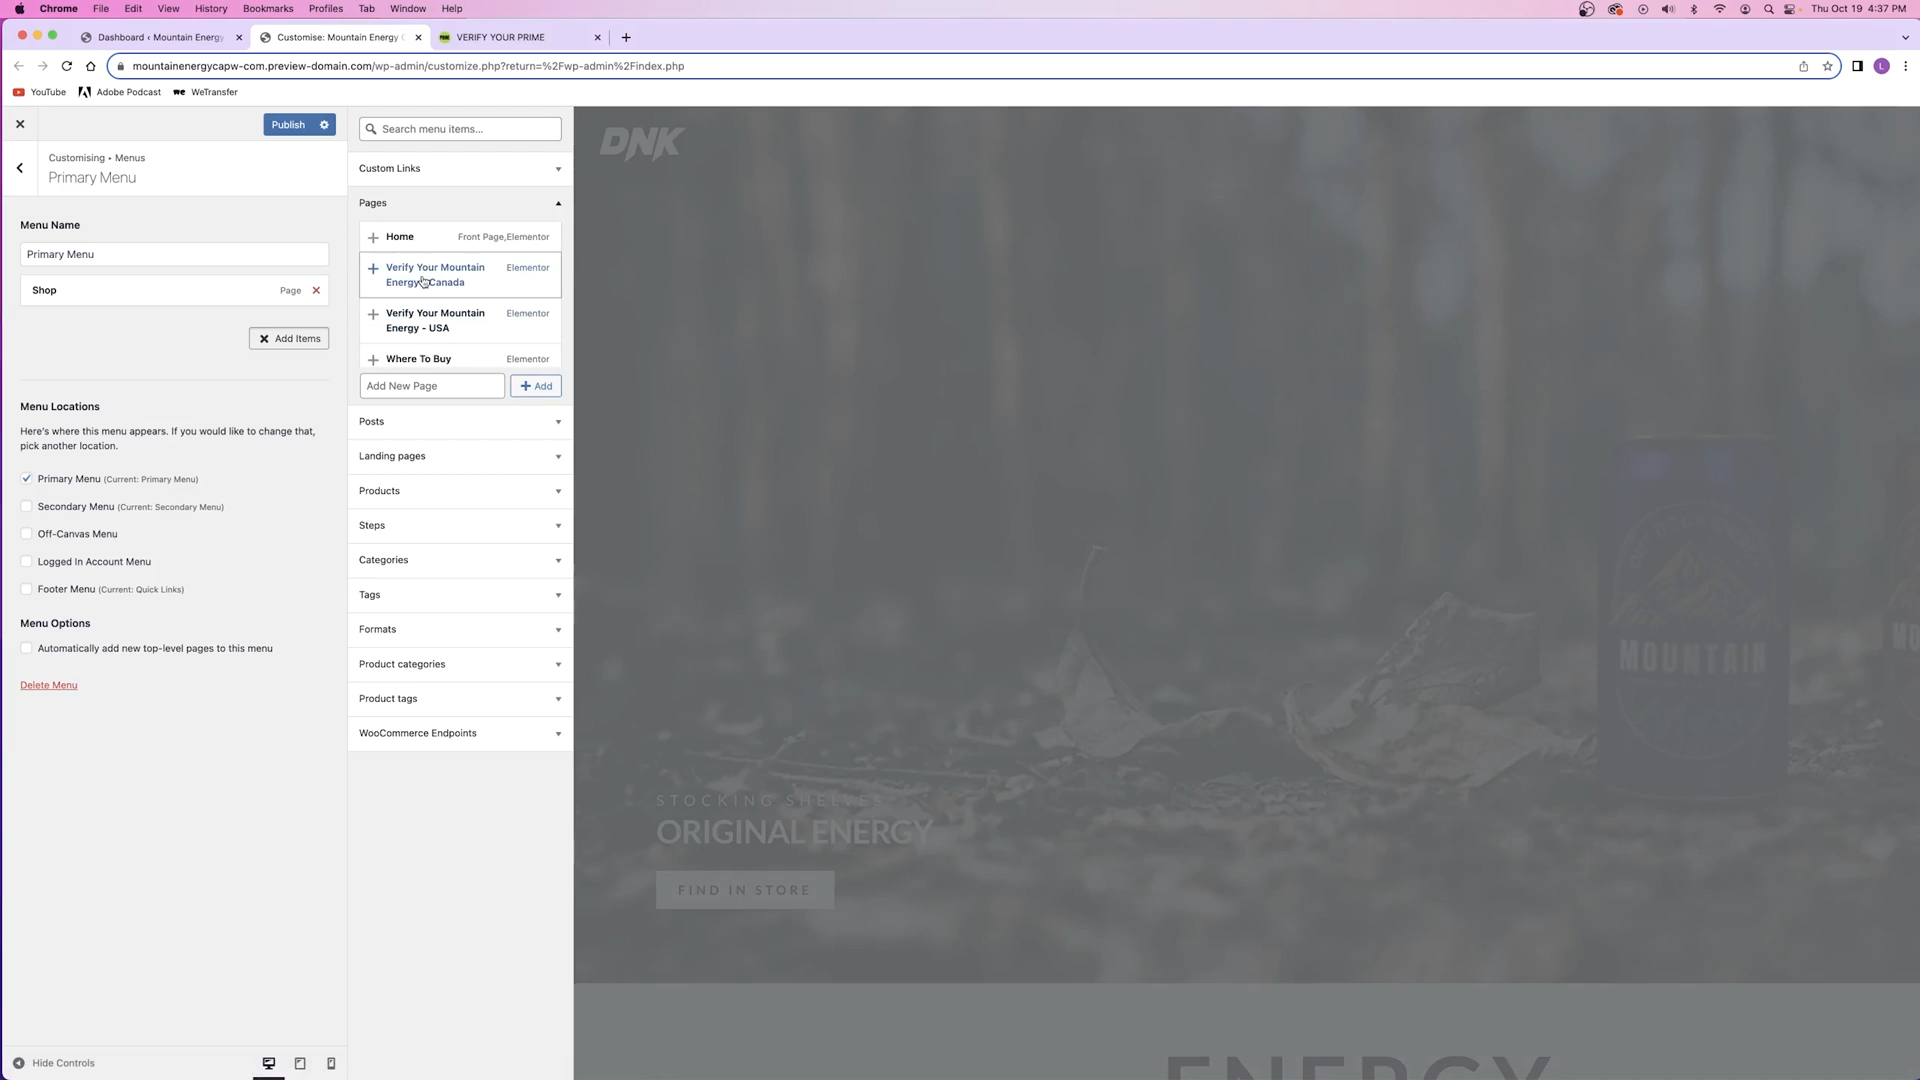 Chrome File Edit View History Bookmarks Profiles Tab Window Help Thu Oct 19 4:37 PM
Dashboard ‹ Mountain Energy
Customise: Mountain Energy
VERIFY YOUR PRIME
mountainenergycapw-com.preview-domain.com/wp-admin/customize.php?return=%2Fwp-admin%2Findex.php
L
YouTube Adobe Podcast WeTransfer
Publish
Customising • Menus
Primary Menu
Menu Name
Primary Menu
Shop Page
Add Items
Menu Locations
Here's where this menu appears. If you would like to change that,
pick another location.
Primary Menu (Current: Primary Menu)
Secondary Menu (Current: Secondary Menu)
Off-Canvas Menu
Logged In Account Menu
Footer Menu (Current: Quick Links)
Menu Options
Automatically add new top-level pages to this menu
Delete Menu
Hide Controls
Search menu items...
Custom Links
Pages
Home Front Page,Elementor
Verify Your Mountain Elementor
Energy - Canada
Verify Your Mountain Elementor
Energy - USA
Where To Buy Elementor
Add New Page + Add
Posts
Landing pages
Products
Steps
Categories
Tags
Formats
Product categories
Product tags
WooCommerce Endpoints
DNK
MOUNTAIN
STOCKING SHELVES
ORIGINAL ENERGY
FIND IN STORE
ENERGY